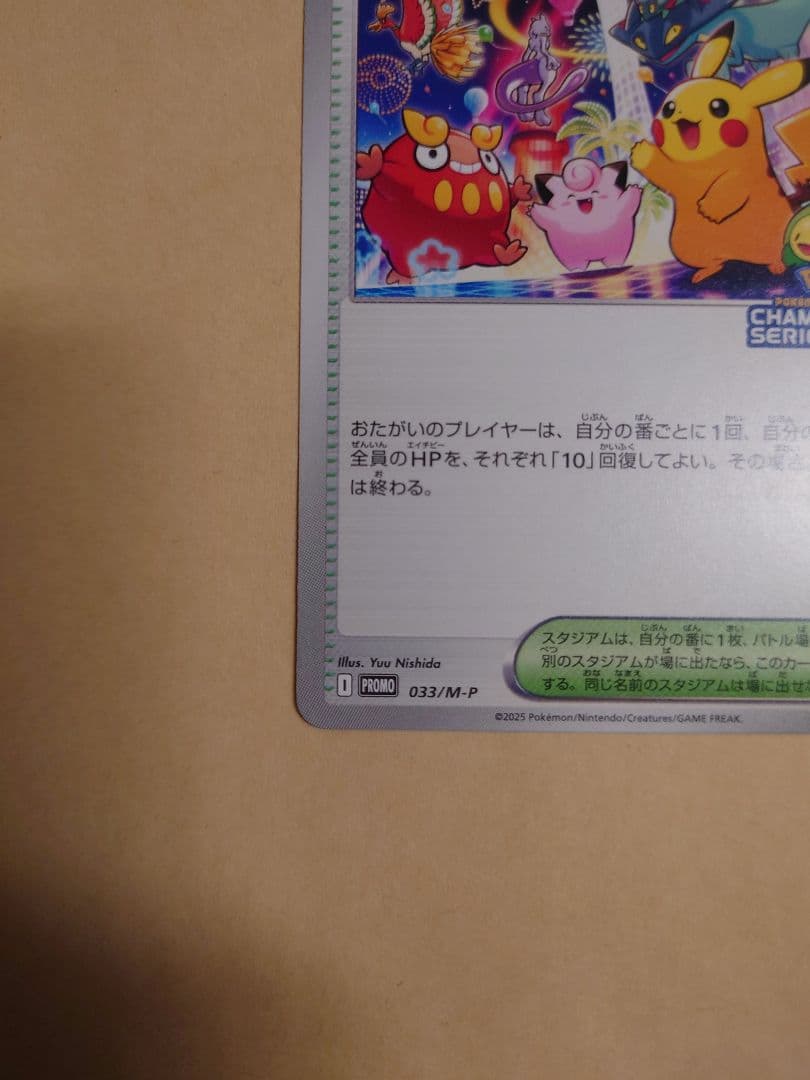 POKÉM
CHAM
SERI
おたがいのプレイヤーは、自分の番ごとに1回、自分の
全員のHPを、それぞれ「10」回復してよい。その場合
は終わる。
スタジアムは、自分の番に1枚、バトル場
別のスタジアムが場に出たなら、このカー
する。同じ名前のスタジアムは場に出せな
Illus. Yuu Nishida
I PROMO 033/M-P
©2025 Pokémon/Nintendo/Creatures/GAME FREAK.